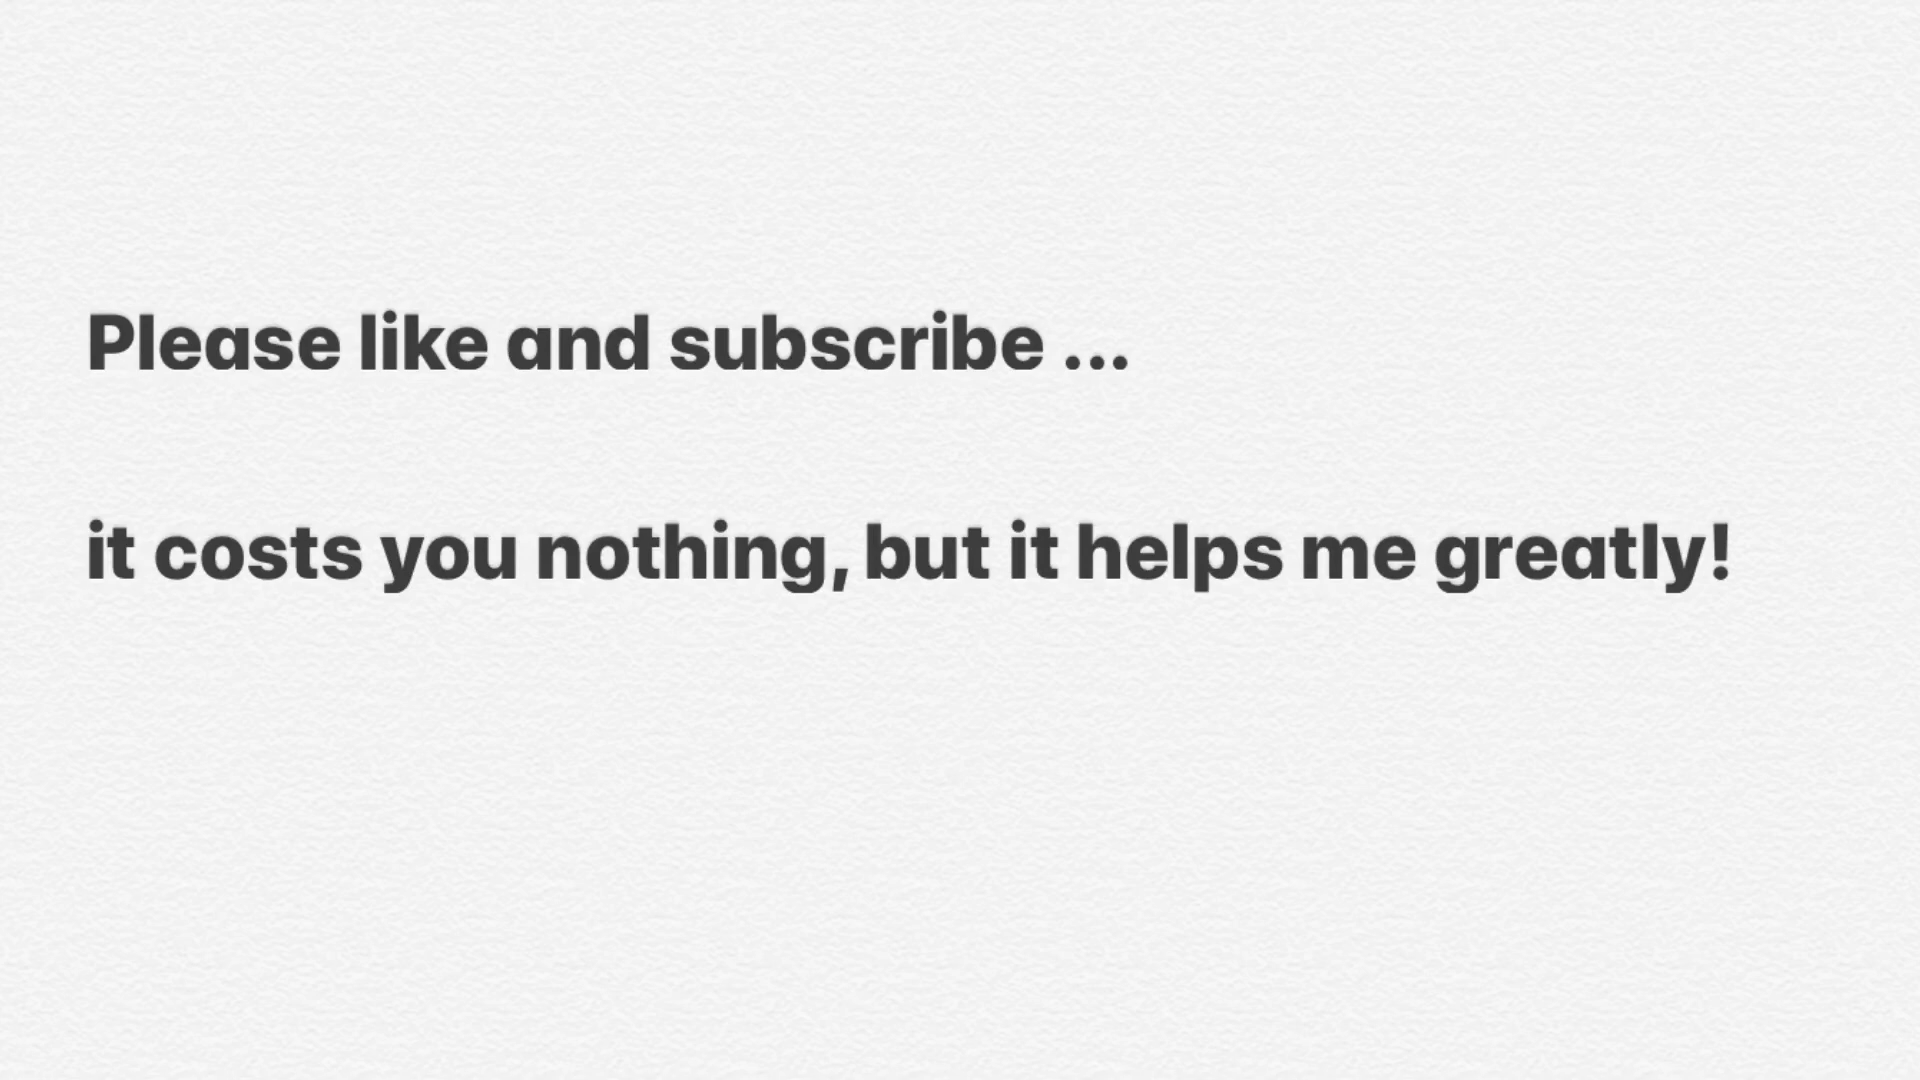 Please like and subscribe ...
it costs you nothing, but it helps me greatly!